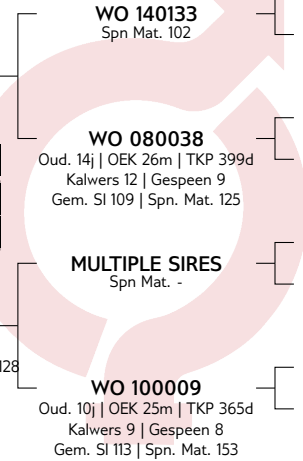 WO 140133
Spn Mat. 102
WO 080038
Oud. 14j | OEK 26m | TKP 399d
Kalwers 12 | Gespeen 9
Gem. SI 109 | Spn. Mat. 125
MULTIPLE SIRES
Spn Mat. -
128
WO 100009
Oud. 10j | OEK 25m | TKP 365d
Kalwers 9 | Gespeen 8
Gem. SI 113 | Spn. Mat. 153